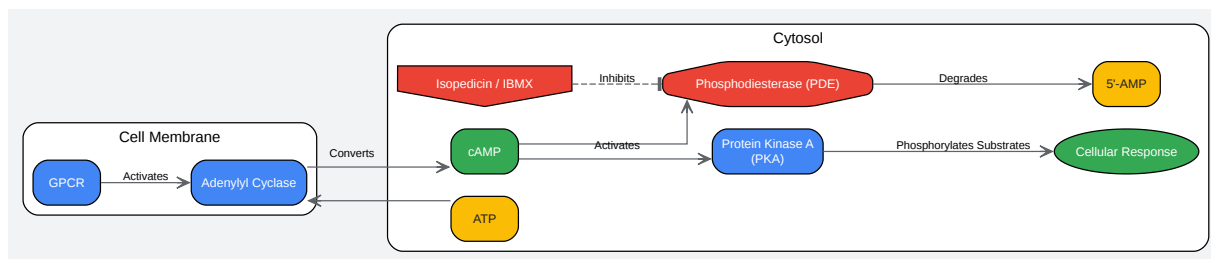 Cytosol
Isopedicin / IBMX
Inhibits
Phosphodiesterase (PDE)
Degrades
5'-AMP
Cell Membrane
GPCR
Activates
Adenylyl Cyclase
Converts
cAMP
Activates
Protein Kinase A
(PKA)
Phosphorylates Substrates
Cellular Response
ATP